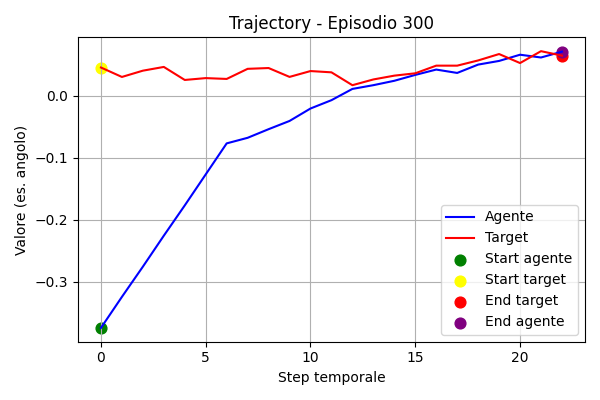 Trajectory - Episodio 300
Valore (es. angolo)
0.0
−0.1
−0.2
−0.3
0
5
10
15
20
Step temporale
Agente
Target
Start agente
Start target
End target
End agente